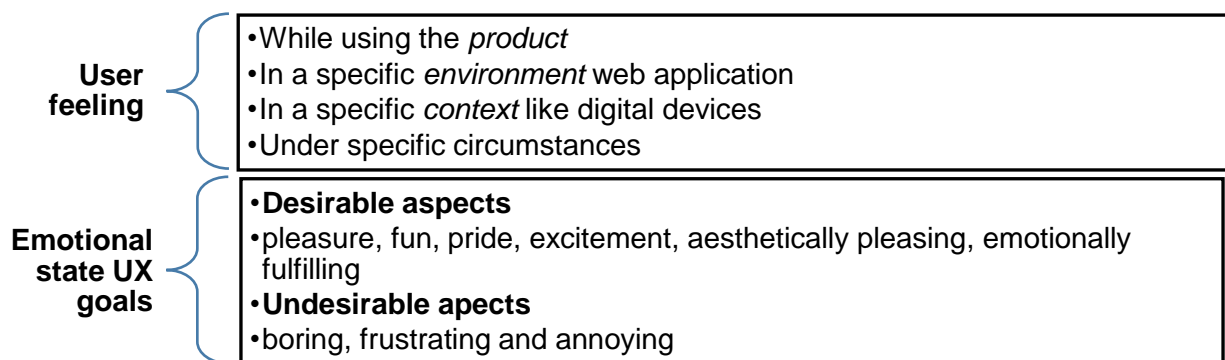 User
feeling
•While using the product
•In a specific environment web application
•In a specific context like digital devices
•Under specific circumstances
Emotional
state UX
goals
•Desirable aspects
•pleasure, fun, pride, excitement, aesthetically pleasing, emotionally
fulfilling
•Undesirable apects
•boring, frustrating and annoying